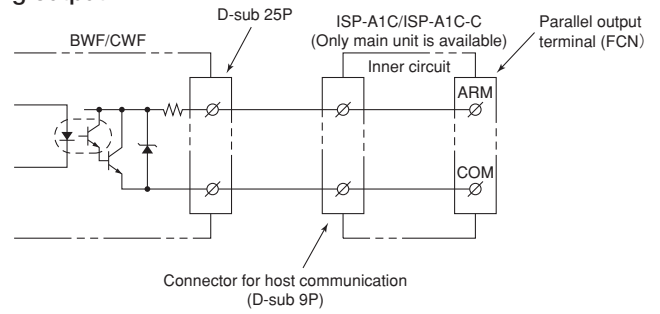 D-sub 25P
ISP-A1C/ISP-A1C-C
(Only main unit is available)
Parallel output
terminal (FCN)
BWF/CWF
Inner circuit
ARM
COM
Connector for host communication
(D-sub 9P)